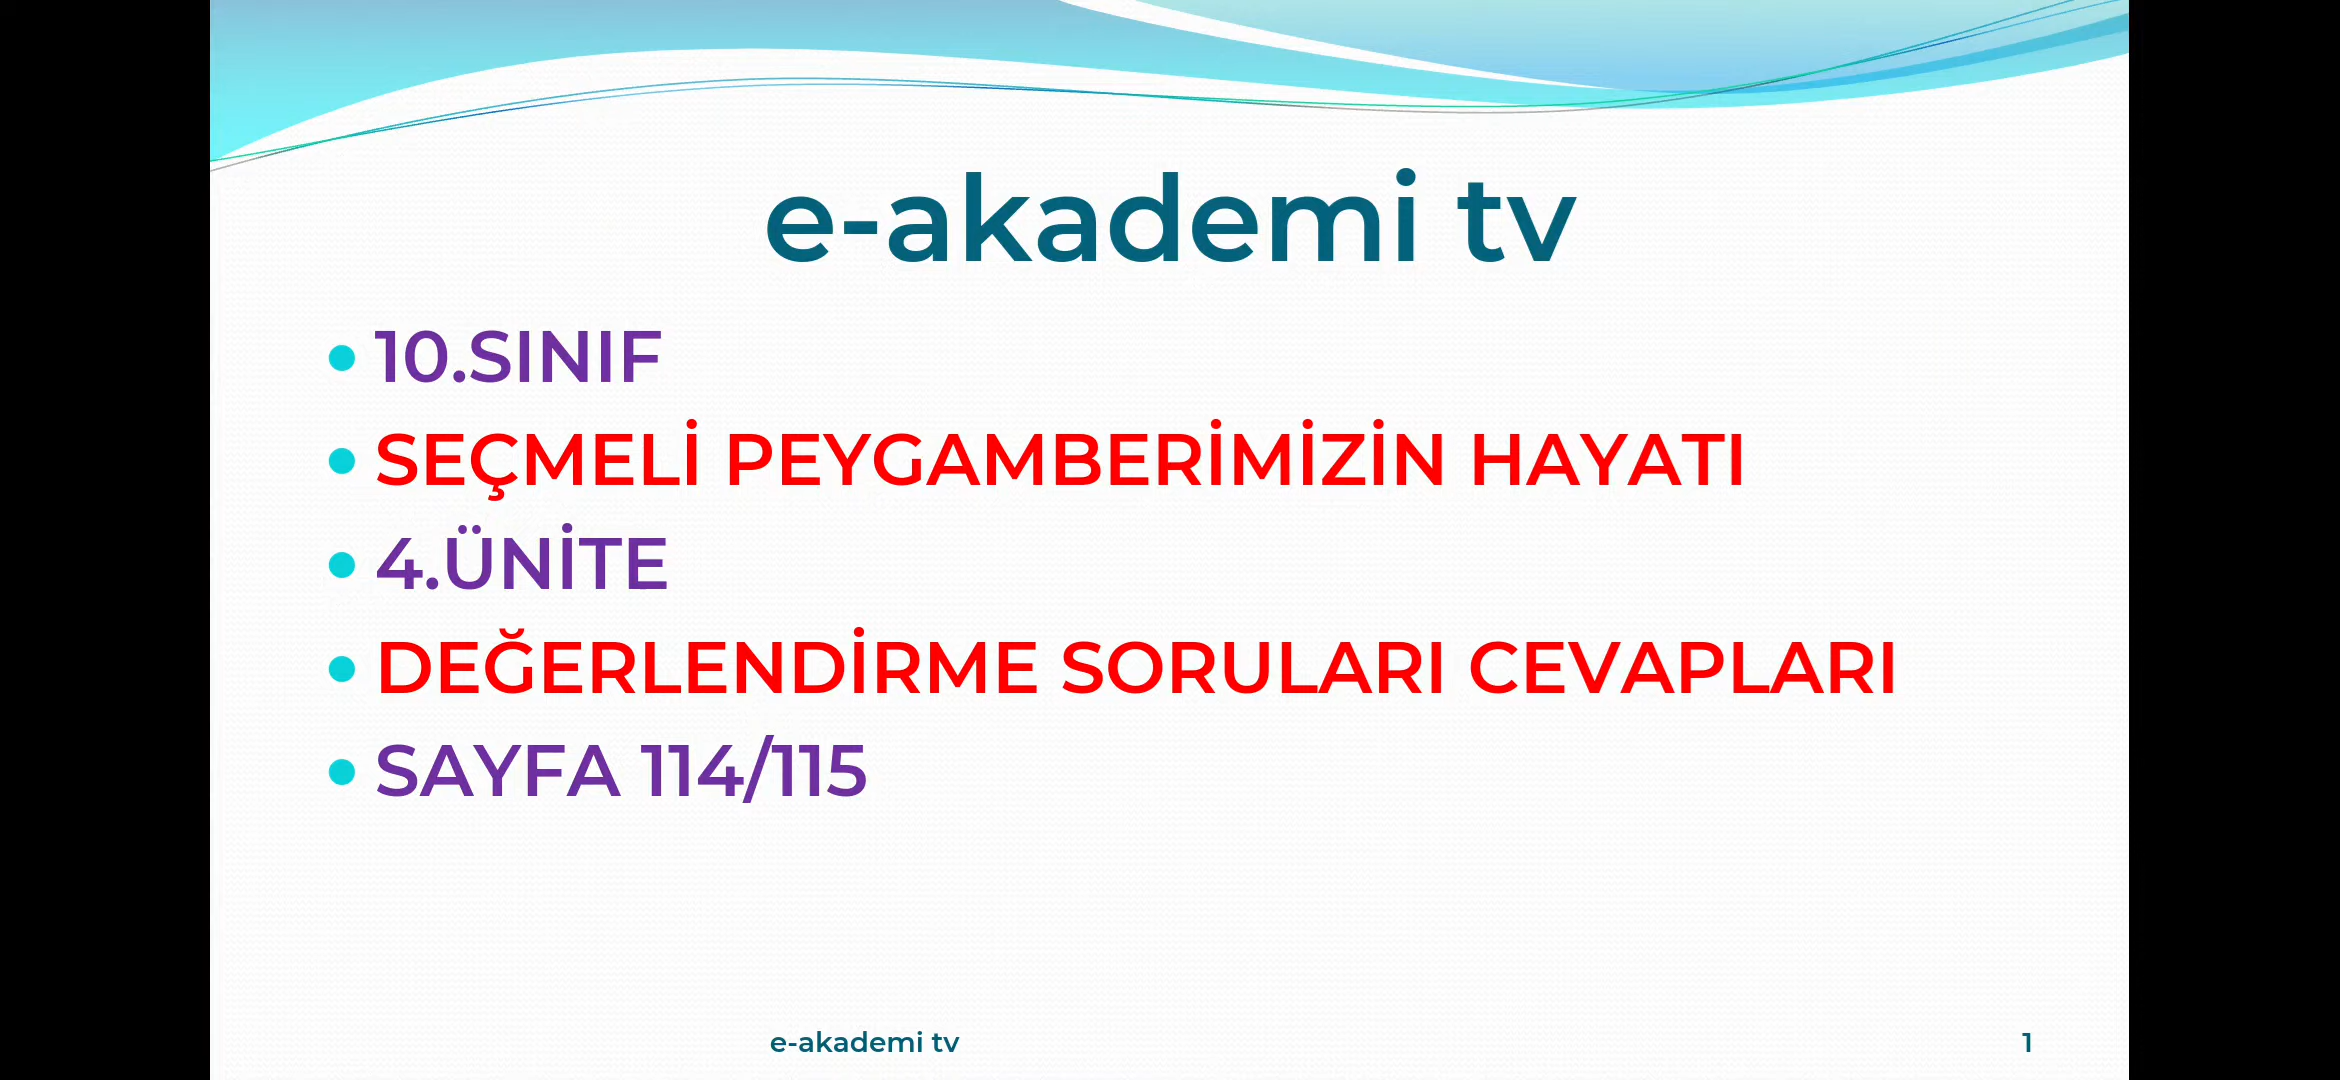 e-akademi tv
10.SINIF
SEÇMELİ PEYGAMBERİMİZİN HAYATI
4.ÜNİTE
DEĞERLENDİRME SORULARI CEVAPLARI
SAYFA 114/115
e-akademi tv
1